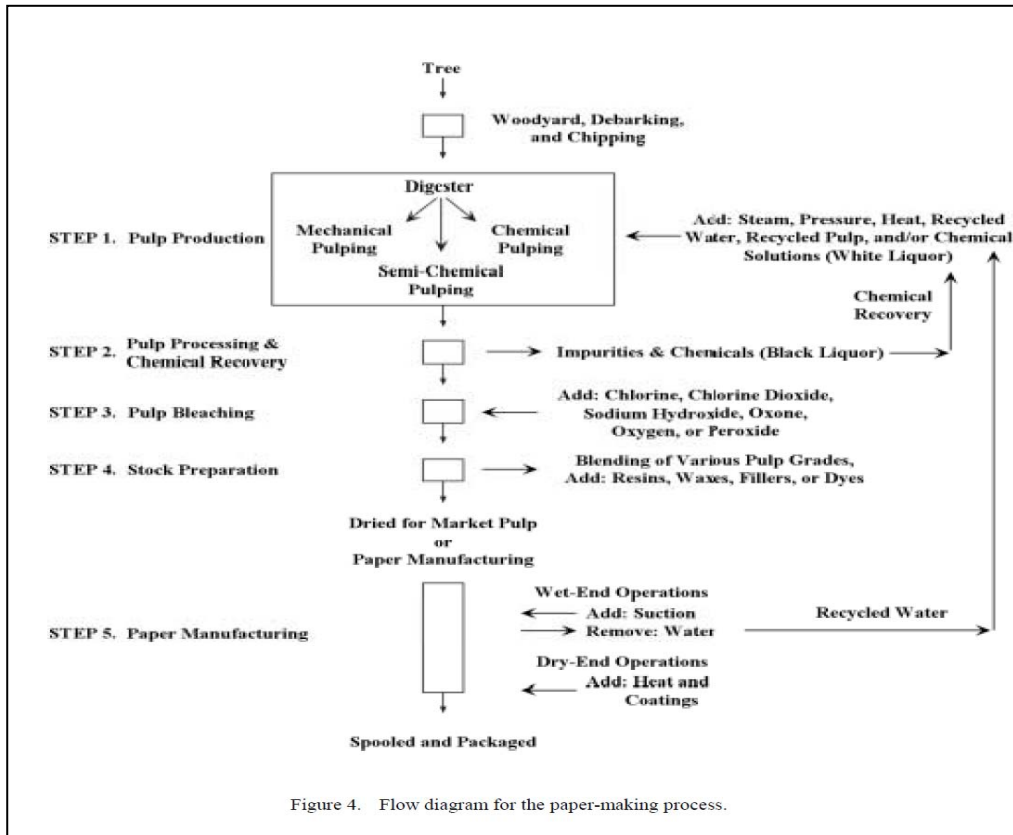 Tree
Woodyard, Debarking,
and Chipping
Digester
Mechanical
Pulping
Chemical
Pulping
Semi-Chemical
Pulping
STEP 1. Pulp Production
Add: Steam, Pressure, Heat, Recycled
Water, Recycled Pulp, and/or Chemical
Solutions (White Liquor)
Chemical
Recovery
STEP 2. Pulp Processing &
Chemical Recovery
Impurities & Chemicals (Black Liquor)
STEP 3. Pulp Bleaching
Add: Chlorine, Chlorine Dioxide,
Sodium Hydroxide, Oxone,
Oxygen, or Peroxide
STEP 4. Stock Preparation
Blending of Various Pulp Grades,
Add: Resins, Waxes, Fillers, or Dyes
Dried for Market Pulp
or
Paper Manufacturing
STEP 5. Paper Manufacturing
Wet-End Operations
Add: Suction
Remove: Water
Recycled Water
Dry-End Operations
Add: Heat and
Coatings
Spooled and Packaged
Figure 4. Flow diagram for the paper-making process.